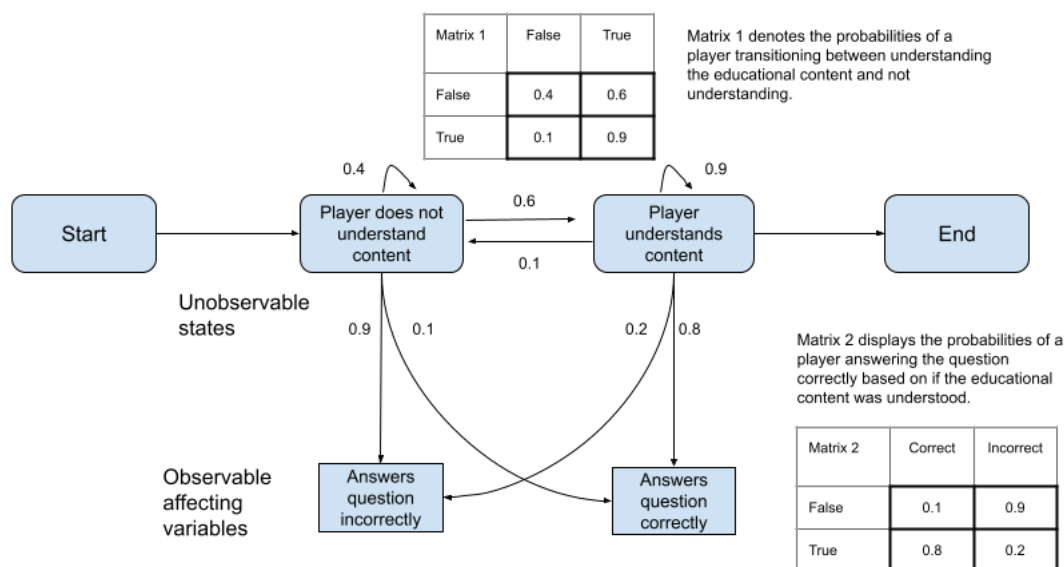 Matrix 1 False True
False 0.4 0.6
True 0.1 0.9
Matrix 1 denotes the probabilities of a
player transitioning between understanding
the educational content and not
understanding.
0.4
0.9
Start
Player does not
understand
content
0.6
0.1
Player
understands
content
End
Unobservable
states
0.9
0.1
0.2
0.8
Matrix 2 displays the probabilities of a
player answering the question
correctly based on if the educational
content was understood.
Observable
affecting
variables
Answers
question
incorrectly
Answers
question
correctly
Matrix 2 Correct Incorrect
False 0.1 0.9
True 0.8 0.2